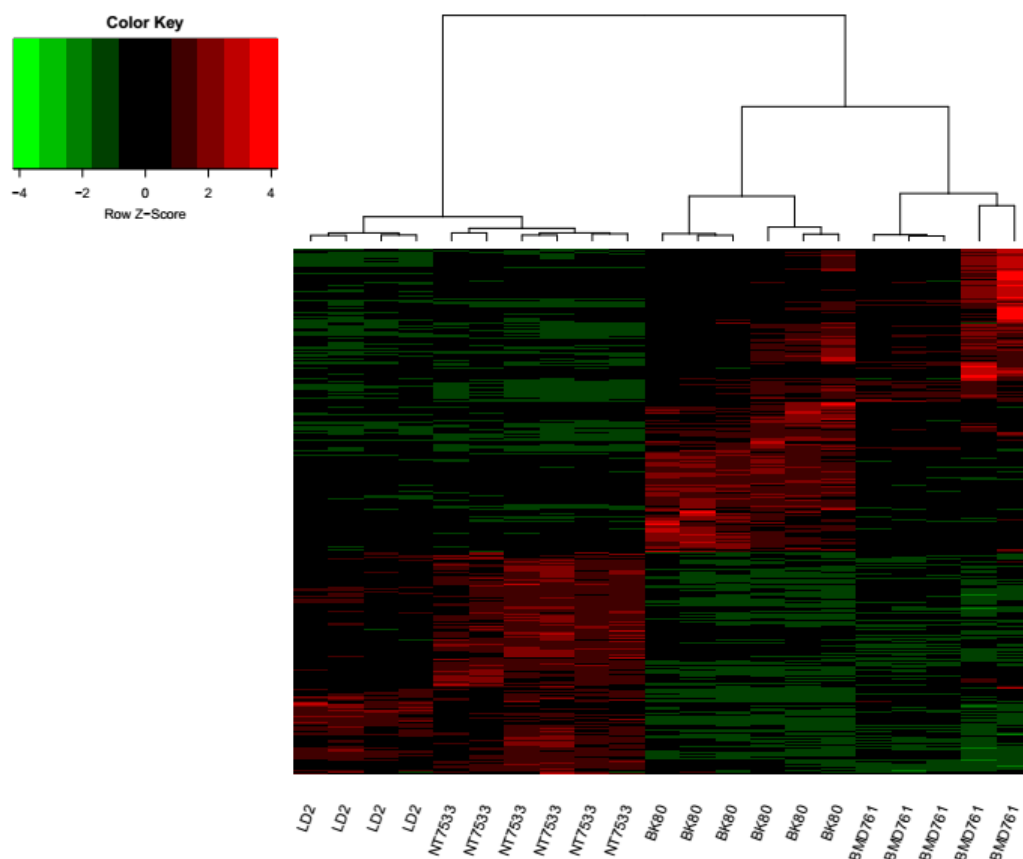 Color Key
−4 −2 0 2 4
Row Z−Score
LD2
LD2
LD2
LD2
NT7533
NT7533
NT7533
NT7533
NT7533
NT7533
BK80
BK80
BK80
BK80
BK80
BK80
BMD761
BMD761
BMD761
BMD761
BMD761